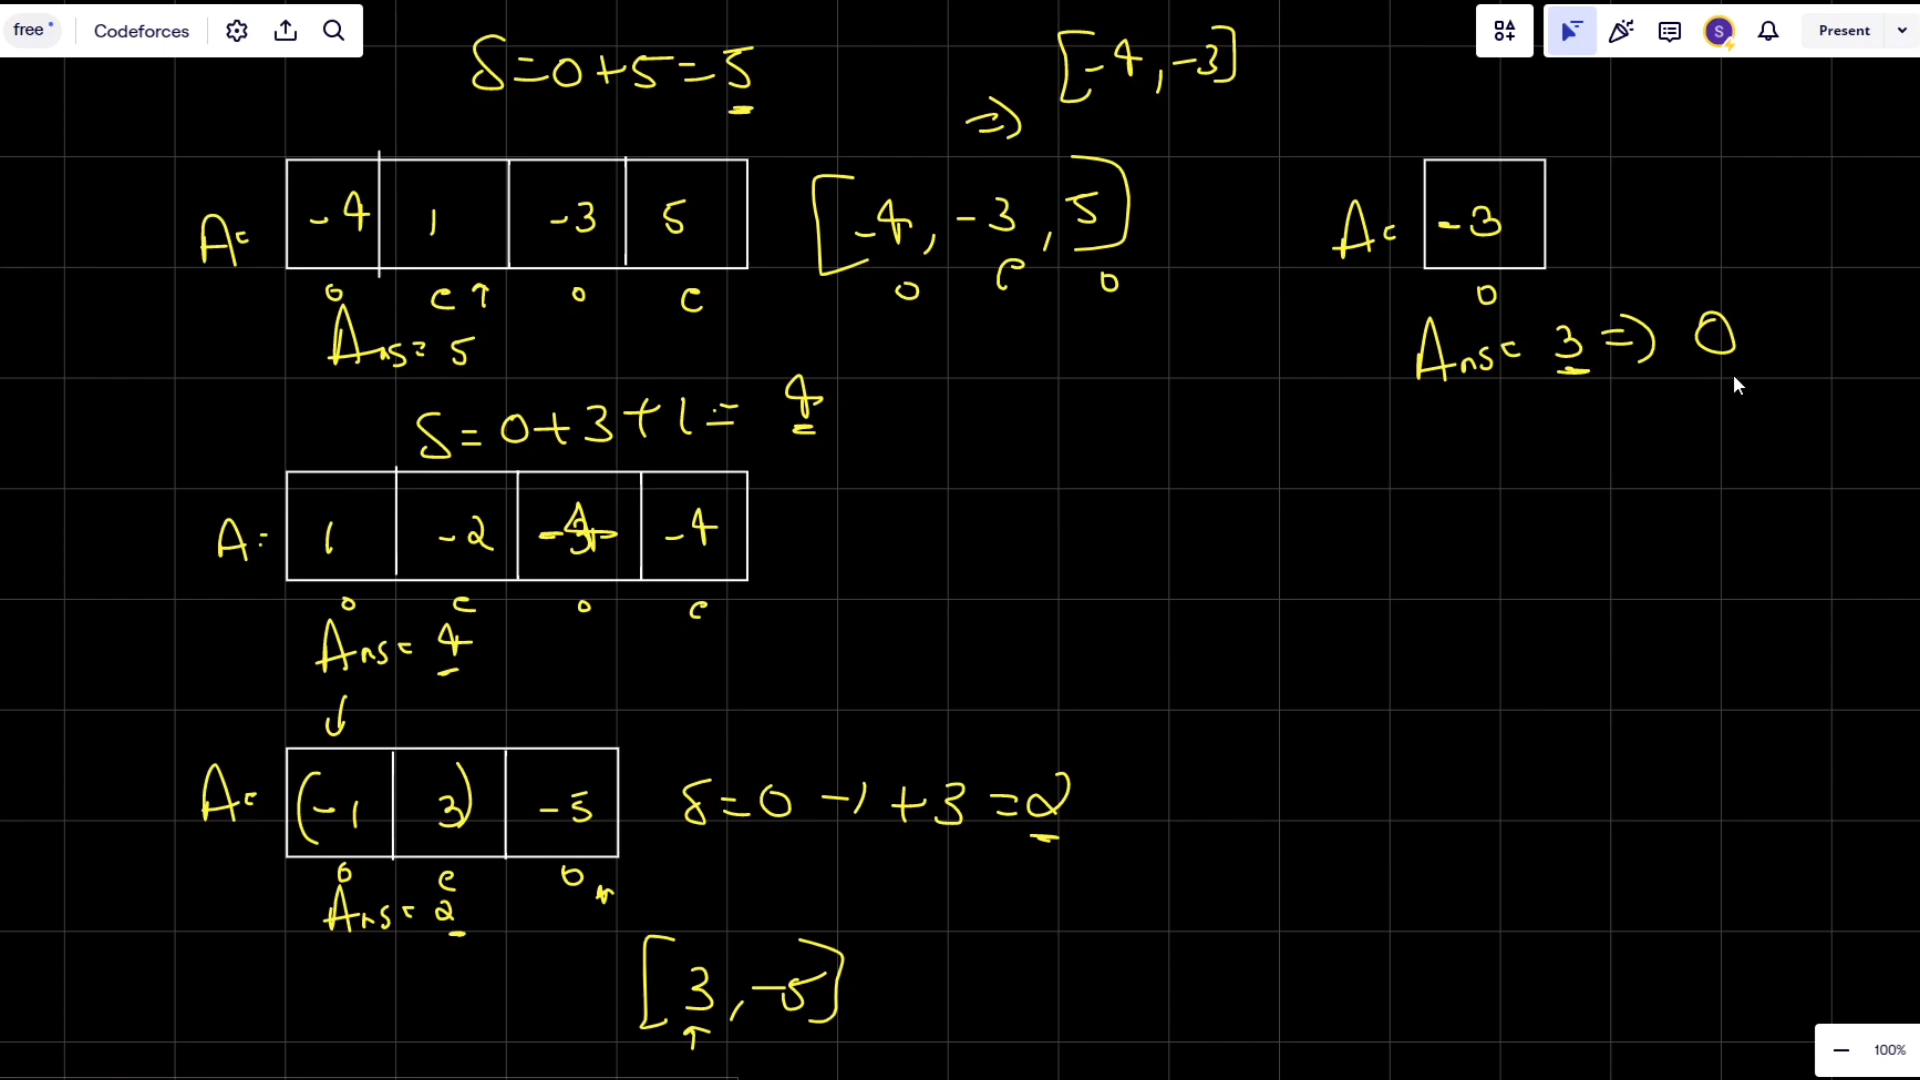 free
Codeforces
S
Present
S=0+5=5
[-4,-3]
=>
A=
-4
1
-3
5
[-4,-3,5]
o
e
o
A=
-3
o
e↑
o
e
o
Ans= 5
Ans= 3 => 0
S=0+3+1= 4
A=
1
-2
-4
o
e
o
e
Ans= 4
↓
A=
(-1
3)
-5
S=0-1+3=2
o
e
o
Ans= 2
[3,-5]
↑
100%